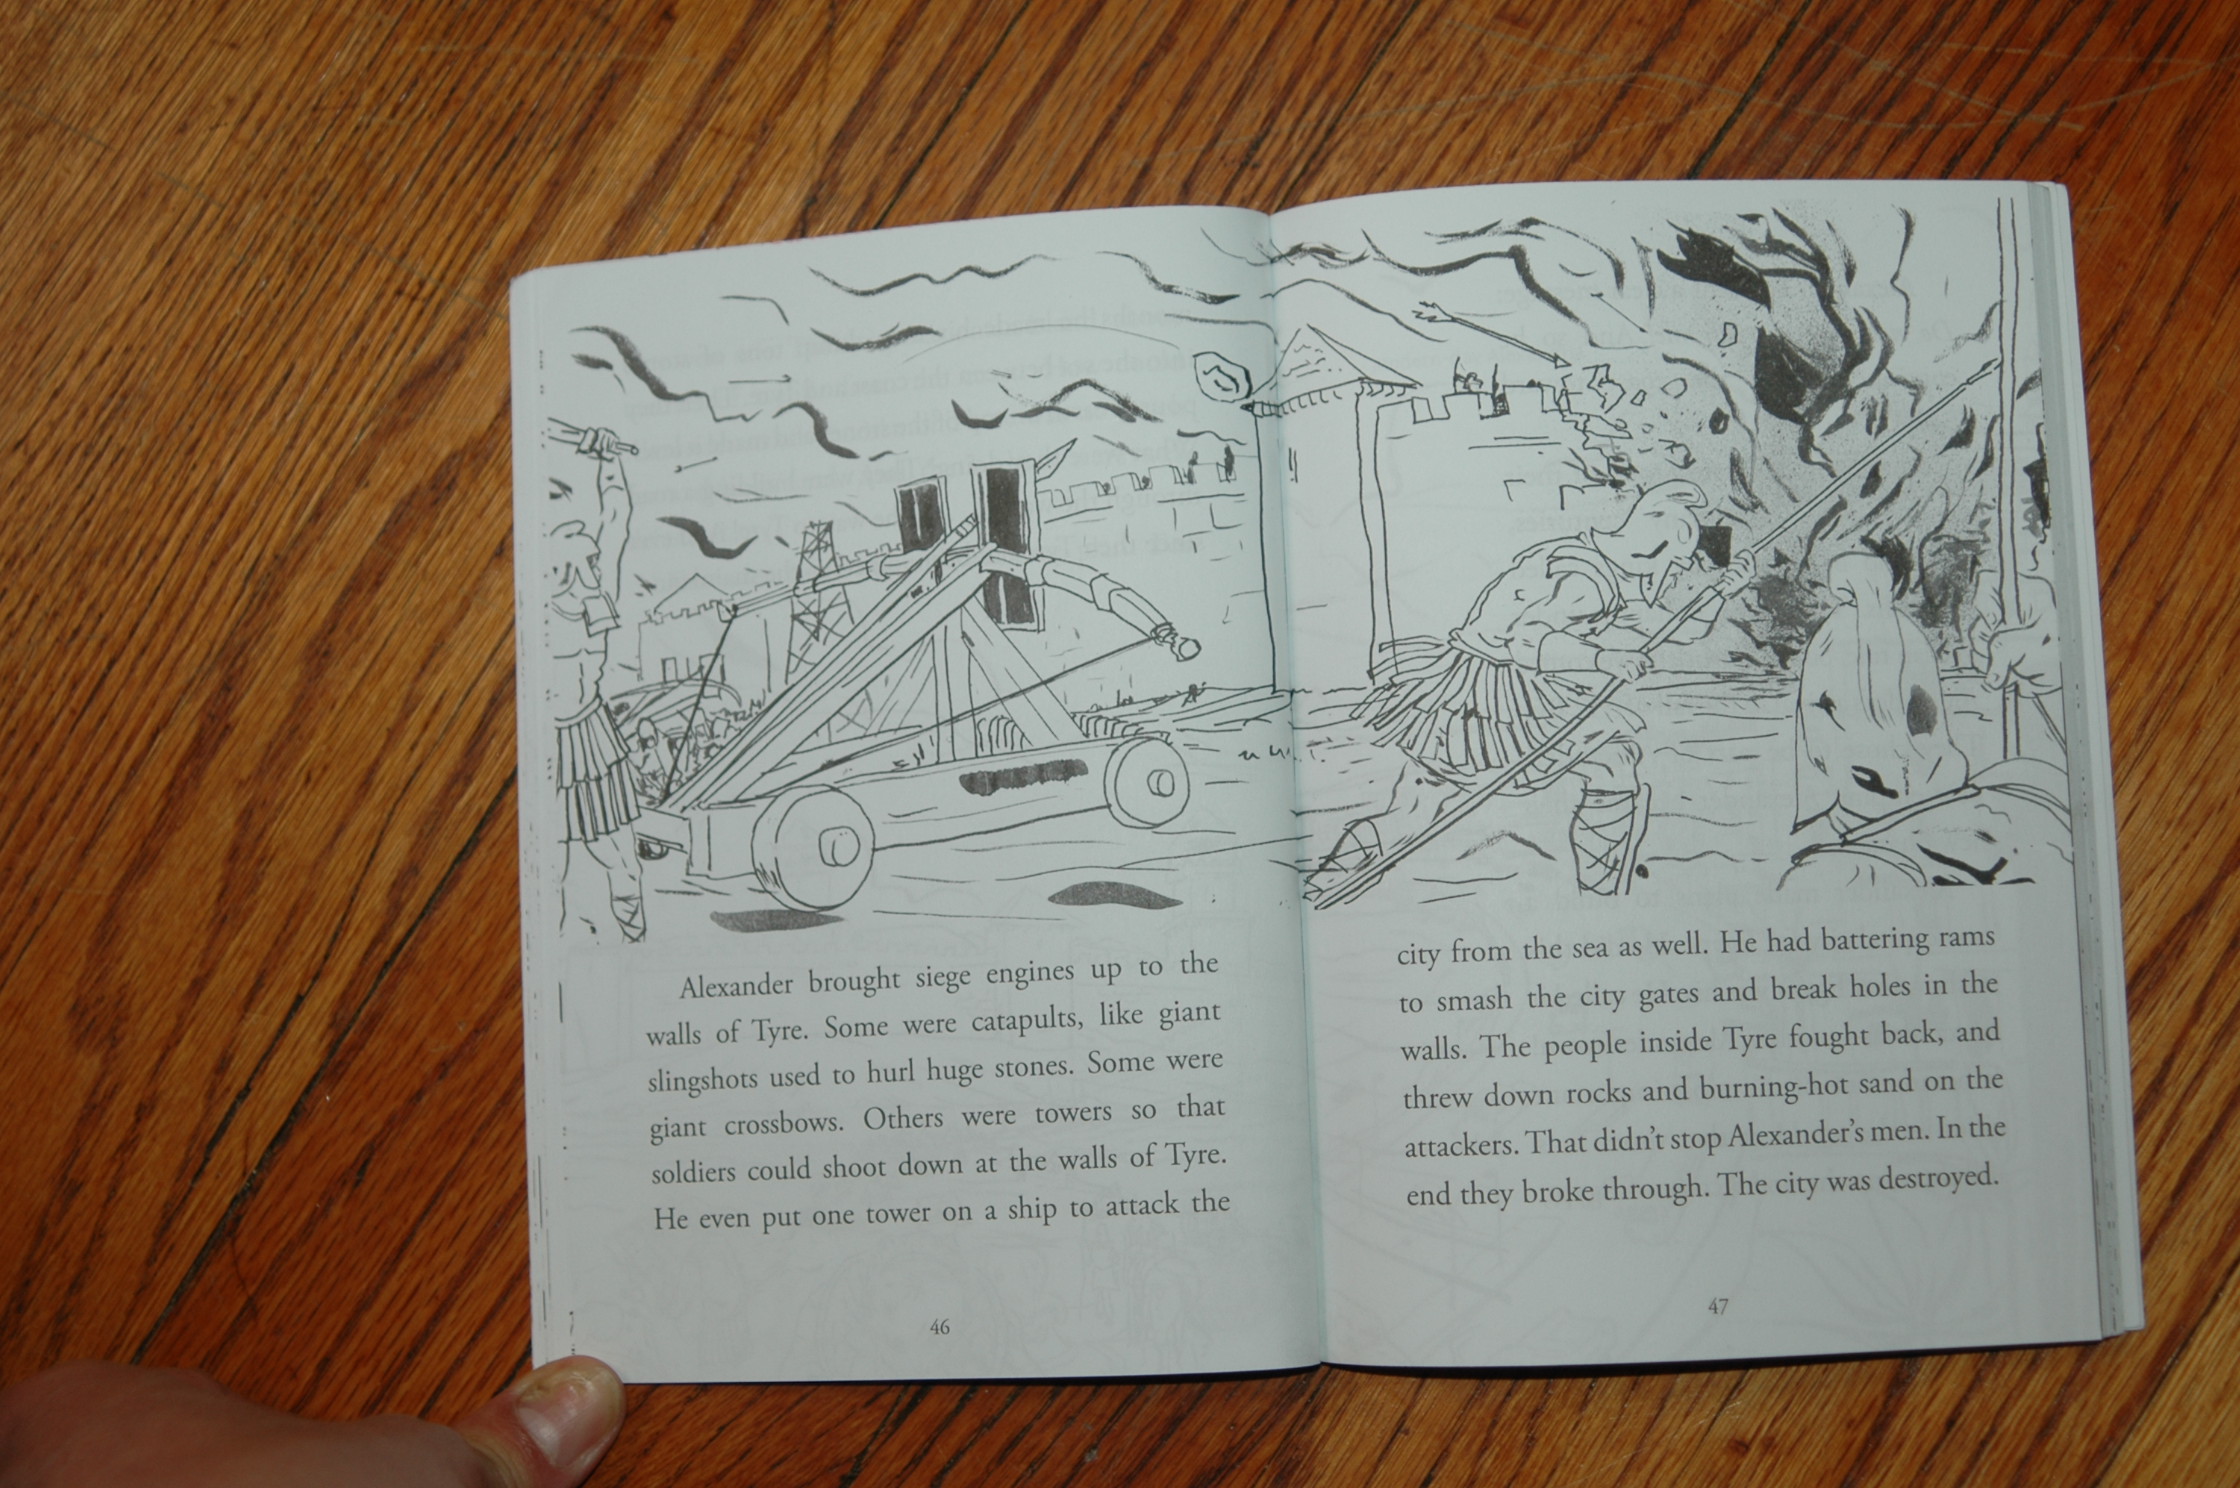 Alexander brought siege engines up to the
walls of Tyre. Some were catapults, like giant
slingshots used to hurl huge stones. Some were
giant crossbows. Others were towers so that
soldiers could shoot down at the walls of Tyre.
He even put one tower on a ship to attack the
46
city from the sea as well. He had battering rams
to smash the city gates and break holes in the
walls. The people inside Tyre fought back, and
threw down rocks and burning-hot sand on the
attackers. That didn't stop Alexander's men. In the
end they broke through. The city was destroyed.
47